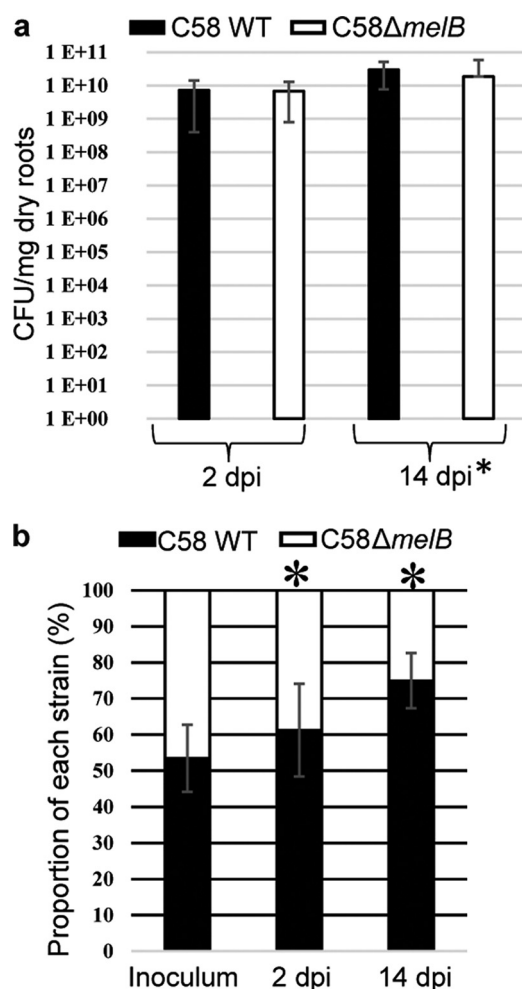 a
C58 WT C58ΔmelB
CFU/mg dry roots
1 E+11
1 E+10
1 E+09
1 E+08
1 E+07
1 E+06
1 E+05
1 E+04
1 E+03
1 E+02
1 E+01
1 E+00
2 dpi 14 dpi*
b
C58 WT C58ΔmelB
* *
Proportion of each strain (%)
100
90
80
70
60
50
40
30
20
10
0
Inoculum 2 dpi 14 dpi